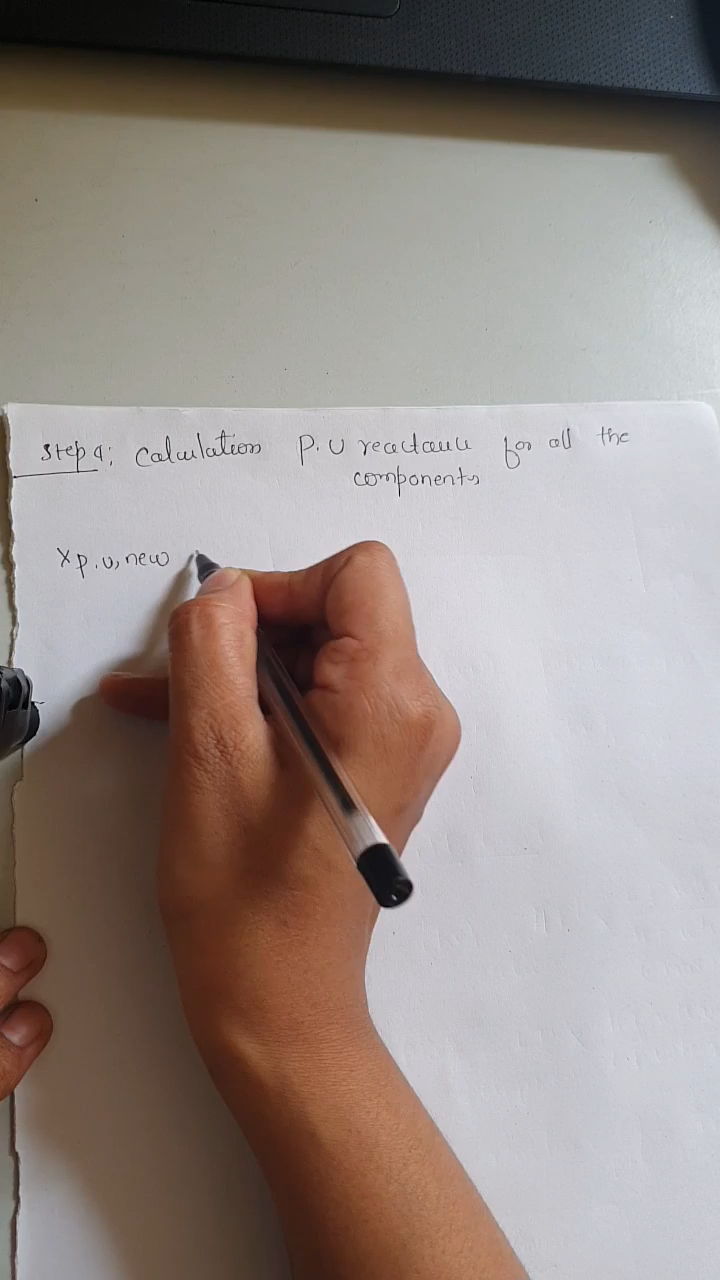 Step 4: Calculation P.U reactance for all the
components
Xp.u, new